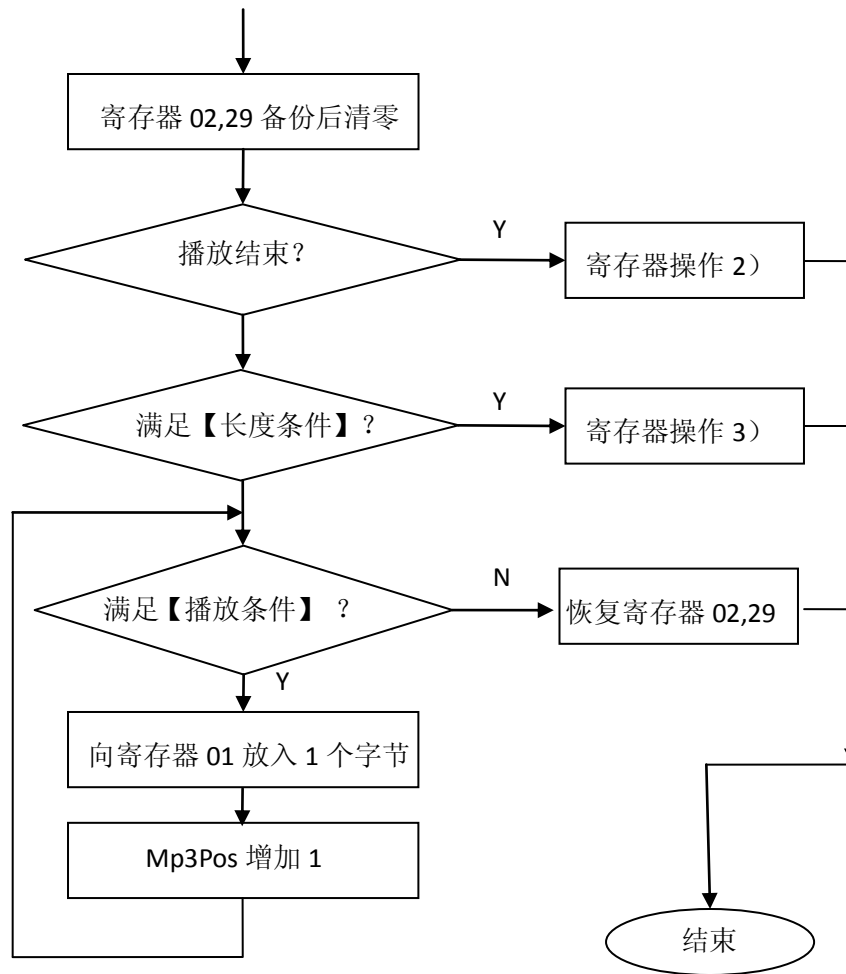 寄存器 02,29 备份后清零
播放结束？
Y
寄存器操作 2）
满足【长度条件】？
Y
寄存器操作 3）
满足【播放条件】 ？
N
恢复寄存器 02,29
Y
向寄存器 01 放入 1 个字节
Mp3Pos 增加 1
结束